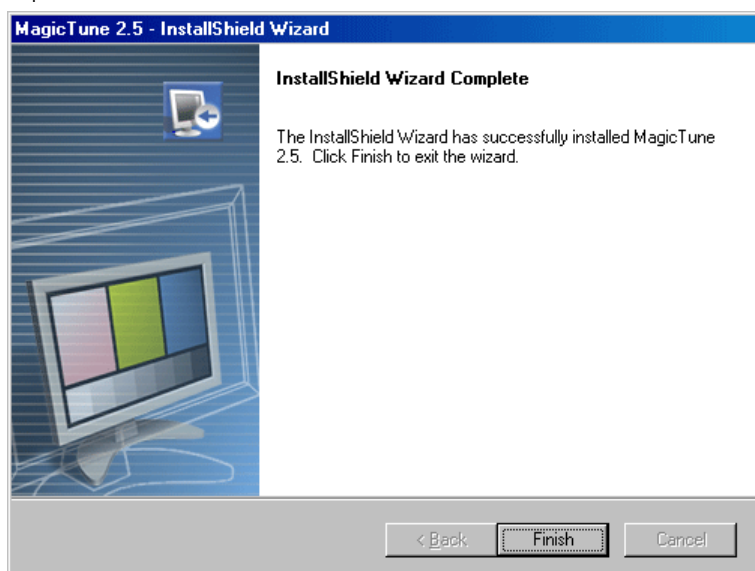 MagicTune 2.5 - InstallShield Wizard
InstallShield Wizard Complete
The InstallShield Wizard has successfully installed MagicTune
2.5. Click Finish to exit the wizard.
< Back Finish Cancel